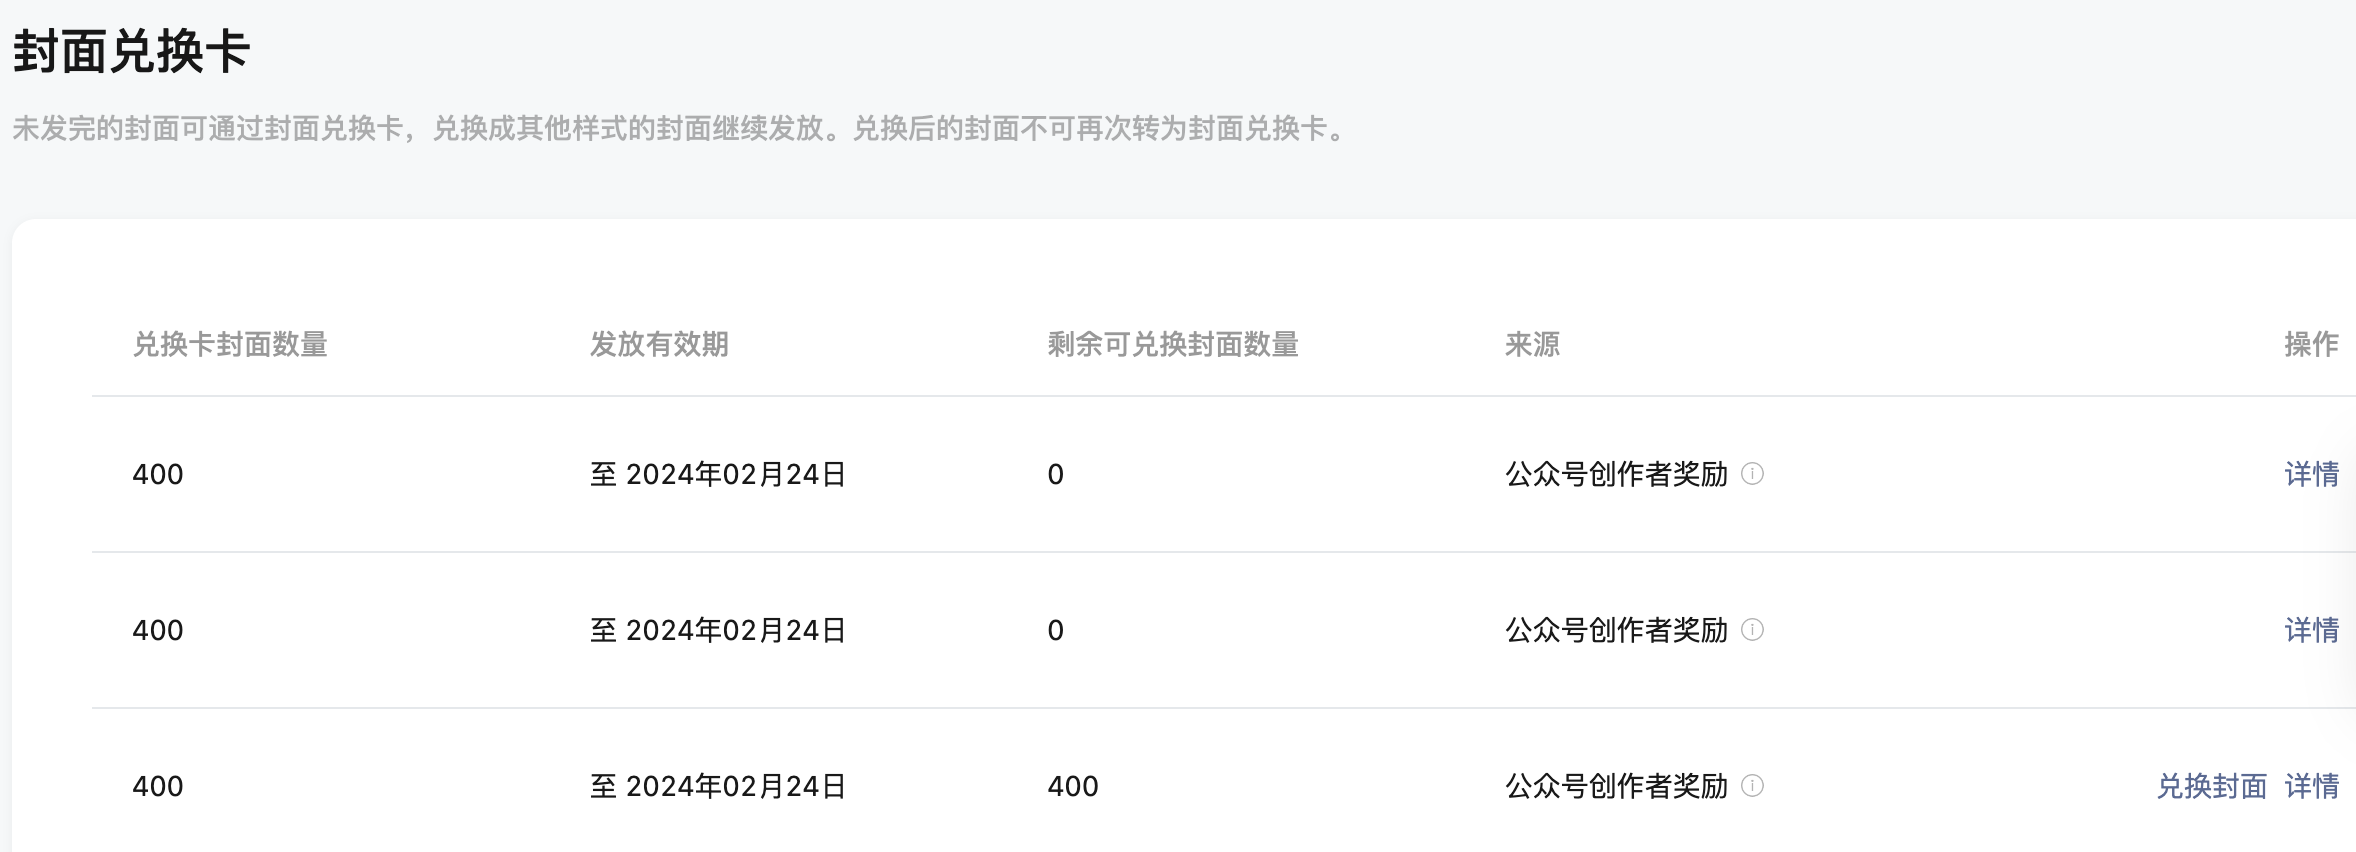 封面兑换卡
未发完的封面可通过封面兑换卡，兑换成其他样式的封面继续发放。兑换后的封面不可再次转为封面兑换卡。
兑换卡封面数量 发放有效期 剩余可兑换封面数量 来源 操作
400 至 2024年02月24日 0 公众号创作者奖励 详情
400 至 2024年02月24日 0 公众号创作者奖励 详情
400 至 2024年02月24日 400 公众号创作者奖励 兑换封面 详情